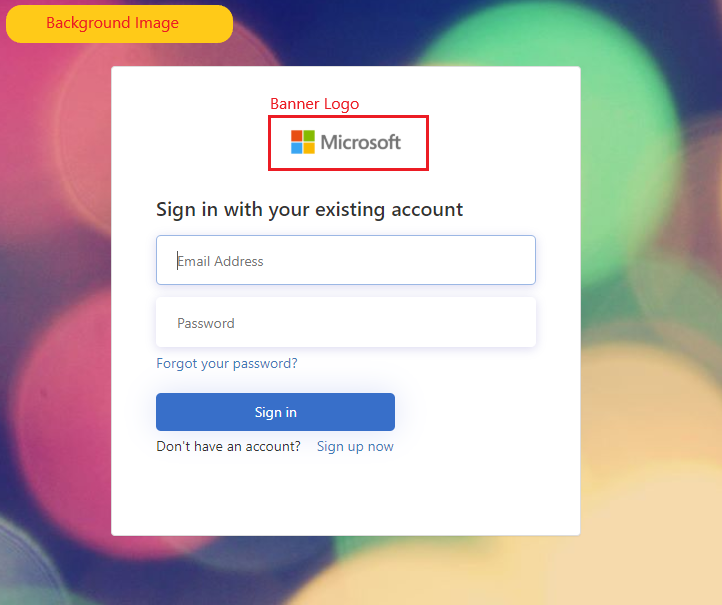 Background Image
Banner Logo
Microsoft
Sign in with your existing account
Email Address
Password
Forgot your password?
Sign in
Don't have an account? Sign up now